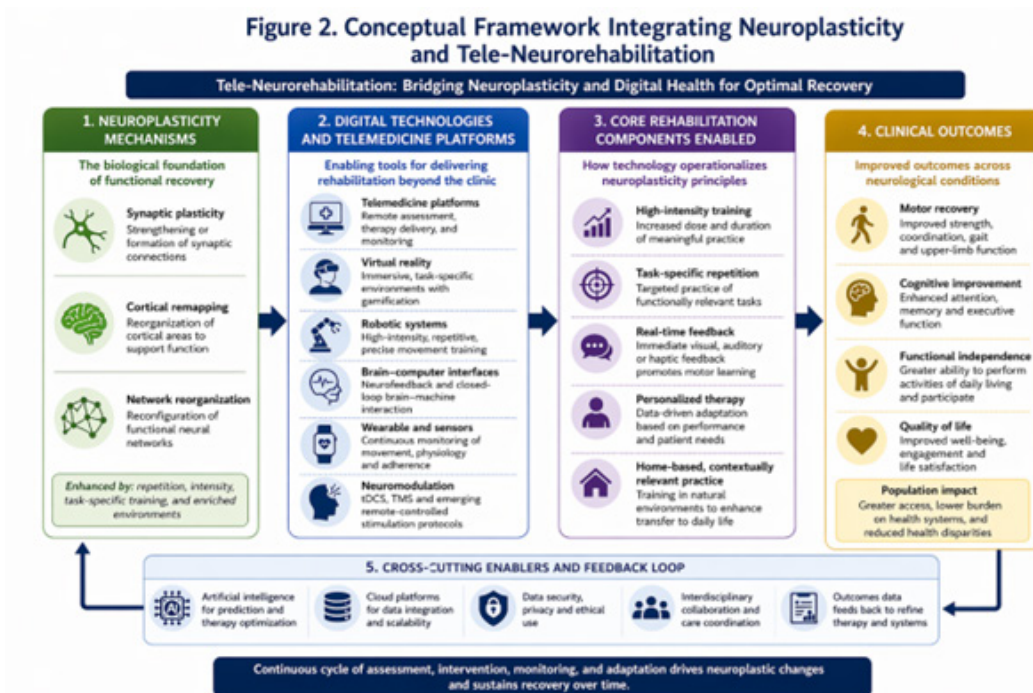 Figure 2. Conceptual Framework Integrating Neuroplasticity
and Tele-Neurorehabilitation
Tele-Neurorehabilitation: Bridging Neuroplasticity and Digital Health for Optimal Recovery
1. NEUROPLASTICITY
MECHANISMS
The biological foundation
of functional recovery
Synaptic plasticity
Strengthening or
formation of synaptic
connections
Cortical remapping
Reorganization of
cortical areas to
support function
Network reorganization
Reconfiguration of
functional neural
networks
Enhanced by: repetition, intensity,
task-specific training, and enriched
environments
2. DIGITAL TECHNOLOGIES
AND TELEMEDICINE PLATFORMS
Enabling tools for delivering
rehabilitation beyond the clinic
Telemedicine platforms
Remote assessment,
therapy delivery, and
monitoring
Virtual reality
Immersive, task-specific
environments with
gamification
Robotic systems
High-intensity, repetitive,
precise movement training
Brain–computer interfaces
Neurofeedback and closed-
loop brain–machine
interaction
Wearable and sensors
Continuous monitoring of
movement, physiology
and adherence
Neuromodulation
tDCS, TMS and emerging
remote-controlled
stimulation protocols
3. CORE REHABILITATION
COMPONENTS ENABLED
How technology operationalizes
neuroplasticity principles
High-intensity training
Increased dose and duration
of meaningful practice
Task-specific repetition
Targeted practice of
functionally relevant tasks
Real-time feedback
Immediate visual, auditory
or haptic feedback
promotes motor learning
Personalized therapy
Data-driven adaptation
based on performance
and patient needs
Home-based, contextually
relevant practice
Training in natural
environments to enhance
transfer to daily life
4. CLINICAL OUTCOMES
Improved outcomes across
neurological conditions
Motor recovery
Improved strength,
coordination, gait
and upper-limb function
Cognitive improvement
Enhanced attention,
memory and executive
function
Functional independence
Greater ability to perform
activities of daily living
and participate
Quality of life
Improved well-being,
engagement and
life satisfaction
Population impact
Greater access, lower burden
on health systems, and
reduced health disparities
5. CROSS-CUTTING ENABLERS AND FEEDBACK LOOP
AI
Artificial intelligence
for prediction and
therapy optimization
Cloud platforms
for data integration
and scalability
Data security,
privacy and ethical
use
Interdisciplinary
collaboration and
care coordination
Outcomes data
feeds back to refine
therapy and systems
Continuous cycle of assessment, intervention, monitoring, and adaptation drives neuroplastic changes
and sustains recovery over time.